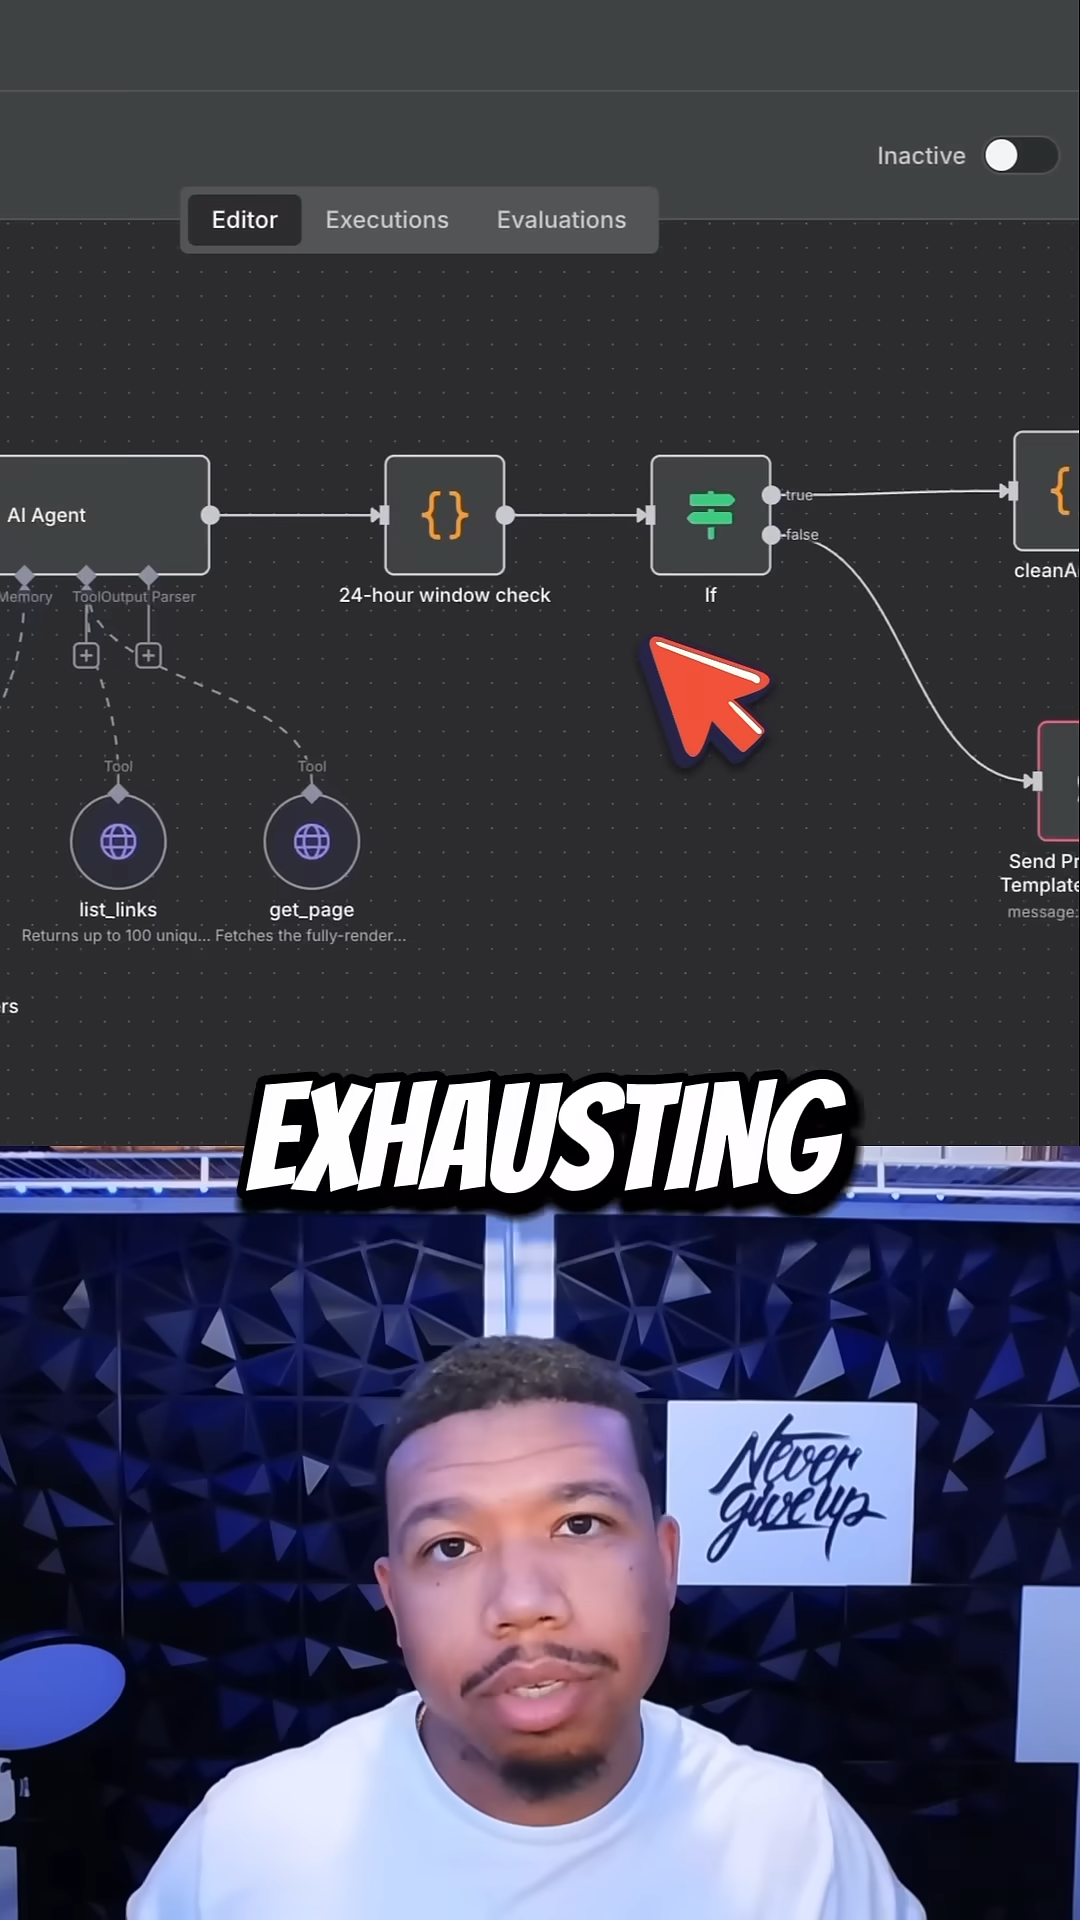 Inactive
Editor Executions Evaluations
true
false
AI Agent
Memory Tool Output Parser
24-hour window check
If
cleanA
Tool Tool
list_links
get_page
Returns up to 100 uniqu... Fetches the fully-render...
Send Pr
Template
message:
rs
EXHAUSTING
Never
give up